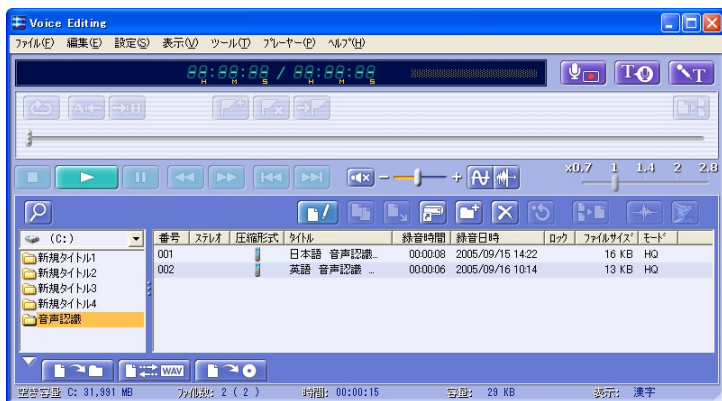 Voice Editing
ファイル(F) 編集(E) 設定(S) 表示(V) ツール(T) プレーヤー(P) ヘルプ(H)
88:88:88 / 88:88:88
H M S H M S
T T
A B
x0.7 1 1.4 2 2.8
(C:)
番号 ステレオ 圧縮形式 タイトル 録音時間 録音日時 ロック ファイルサイズ モード
新規タイトル1
新規タイトル2
新規タイトル3
新規タイトル4
音声認識
001 日本語 音声認識... 00:00:08 2005/09/15 14:22 16 KB HQ
002 英語 音声認識 ... 00:00:06 2005/09/16 10:14 13 KB HQ
WAV
空き容量 C: 31,991 MB ファイル数: 2 ( 2 ) 時間: 00:00:15 容量: 29 KB 表示: 漢字